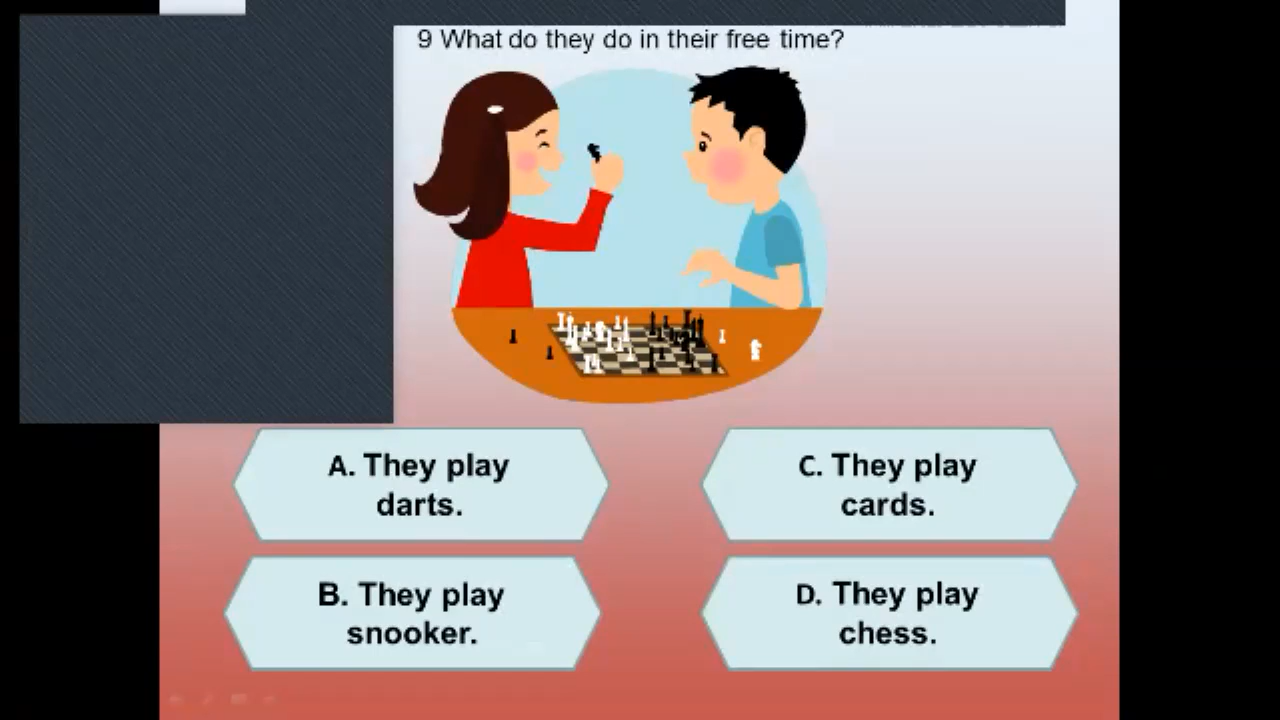 9 What do they do in their free time?
A. They play
darts.
C. They play
cards.
B. They play
snooker.
D. They play
chess.